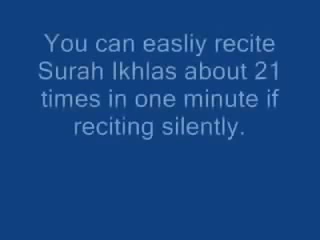 You can easliy recite
Surah Ikhlas about 21
times in one minute if
reciting silently.